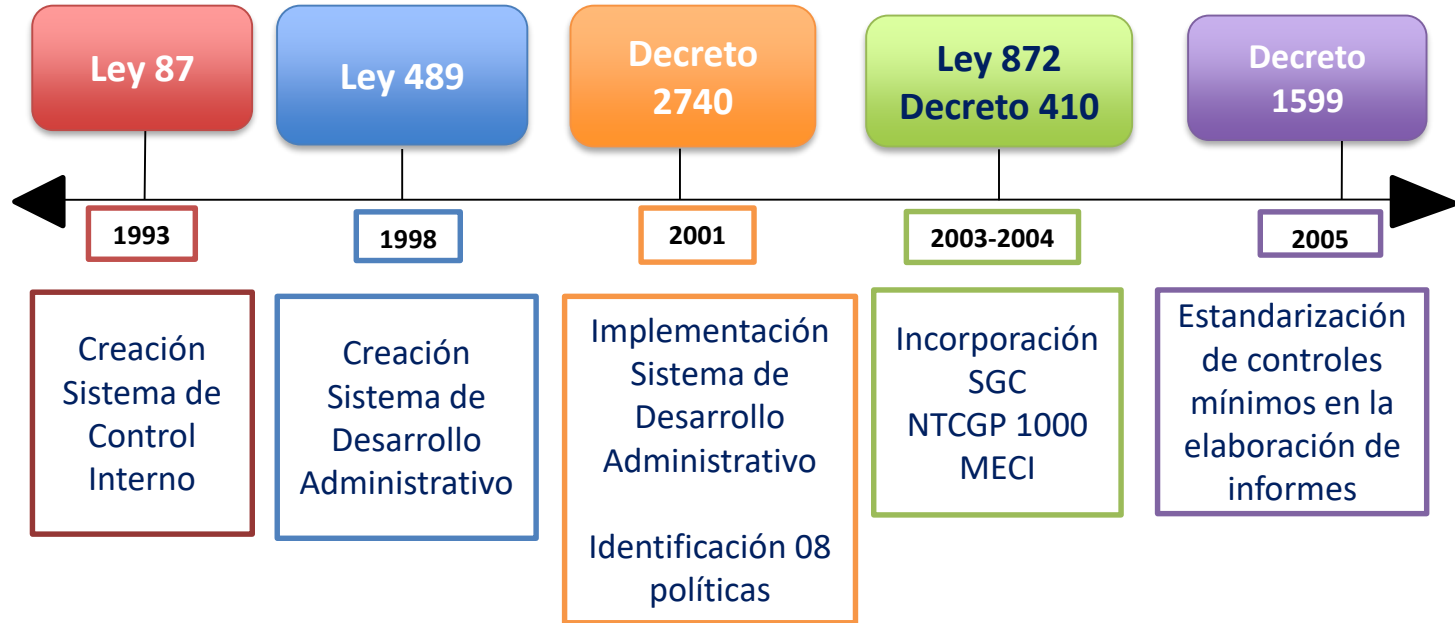 Ley 87
Ley 489
Decreto
2740
Ley 872
Decreto 410
Decreto
1599
1993
1998
2001
2003-2004
2005
Creación
Sistema de
Control
Interno
Creación
Sistema de
Desarrollo
Administrativo
Implementación
Sistema de
Desarrollo
Administrativo
Identificación 08
políticas
Incorporación
SGC
NTCGP 1000
MECI
Estandarización
de controles
mínimos en la
elaboración de
informes